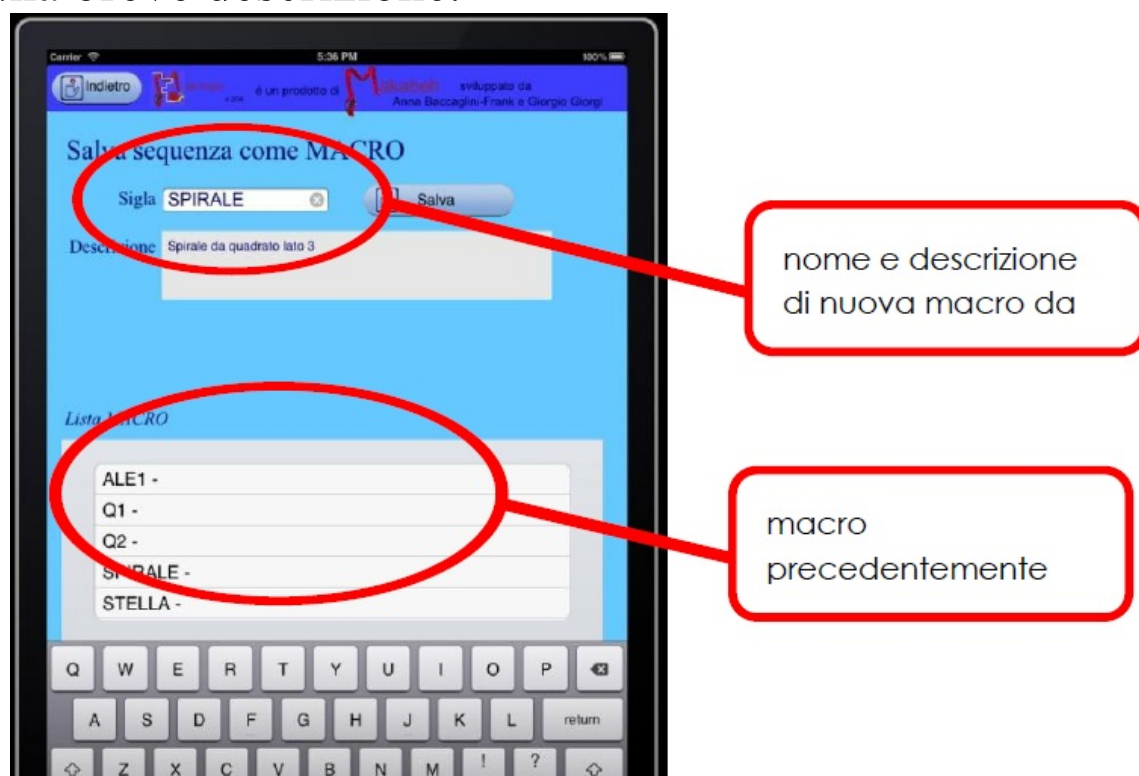 Carrier 5:36 PM 100%
Indietro
é un prodotto di Makabeh sviluppato da
Anna Baccaglini-Frank e Giorgio Giorgi
Salva sequenza come MACRO
Sigla SPIRALE Salva
Descrizione Spirale da quadrato lato 3
nome e descrizione
di nuova macro da
Lista MACRO
ALE1 -
Q1 -
Q2 -
SPIRALE -
STELLA -
macro
precedentemente
Q W E R T Y U I O P
A S D F G H J K L return
Z X C V B N M ! ?